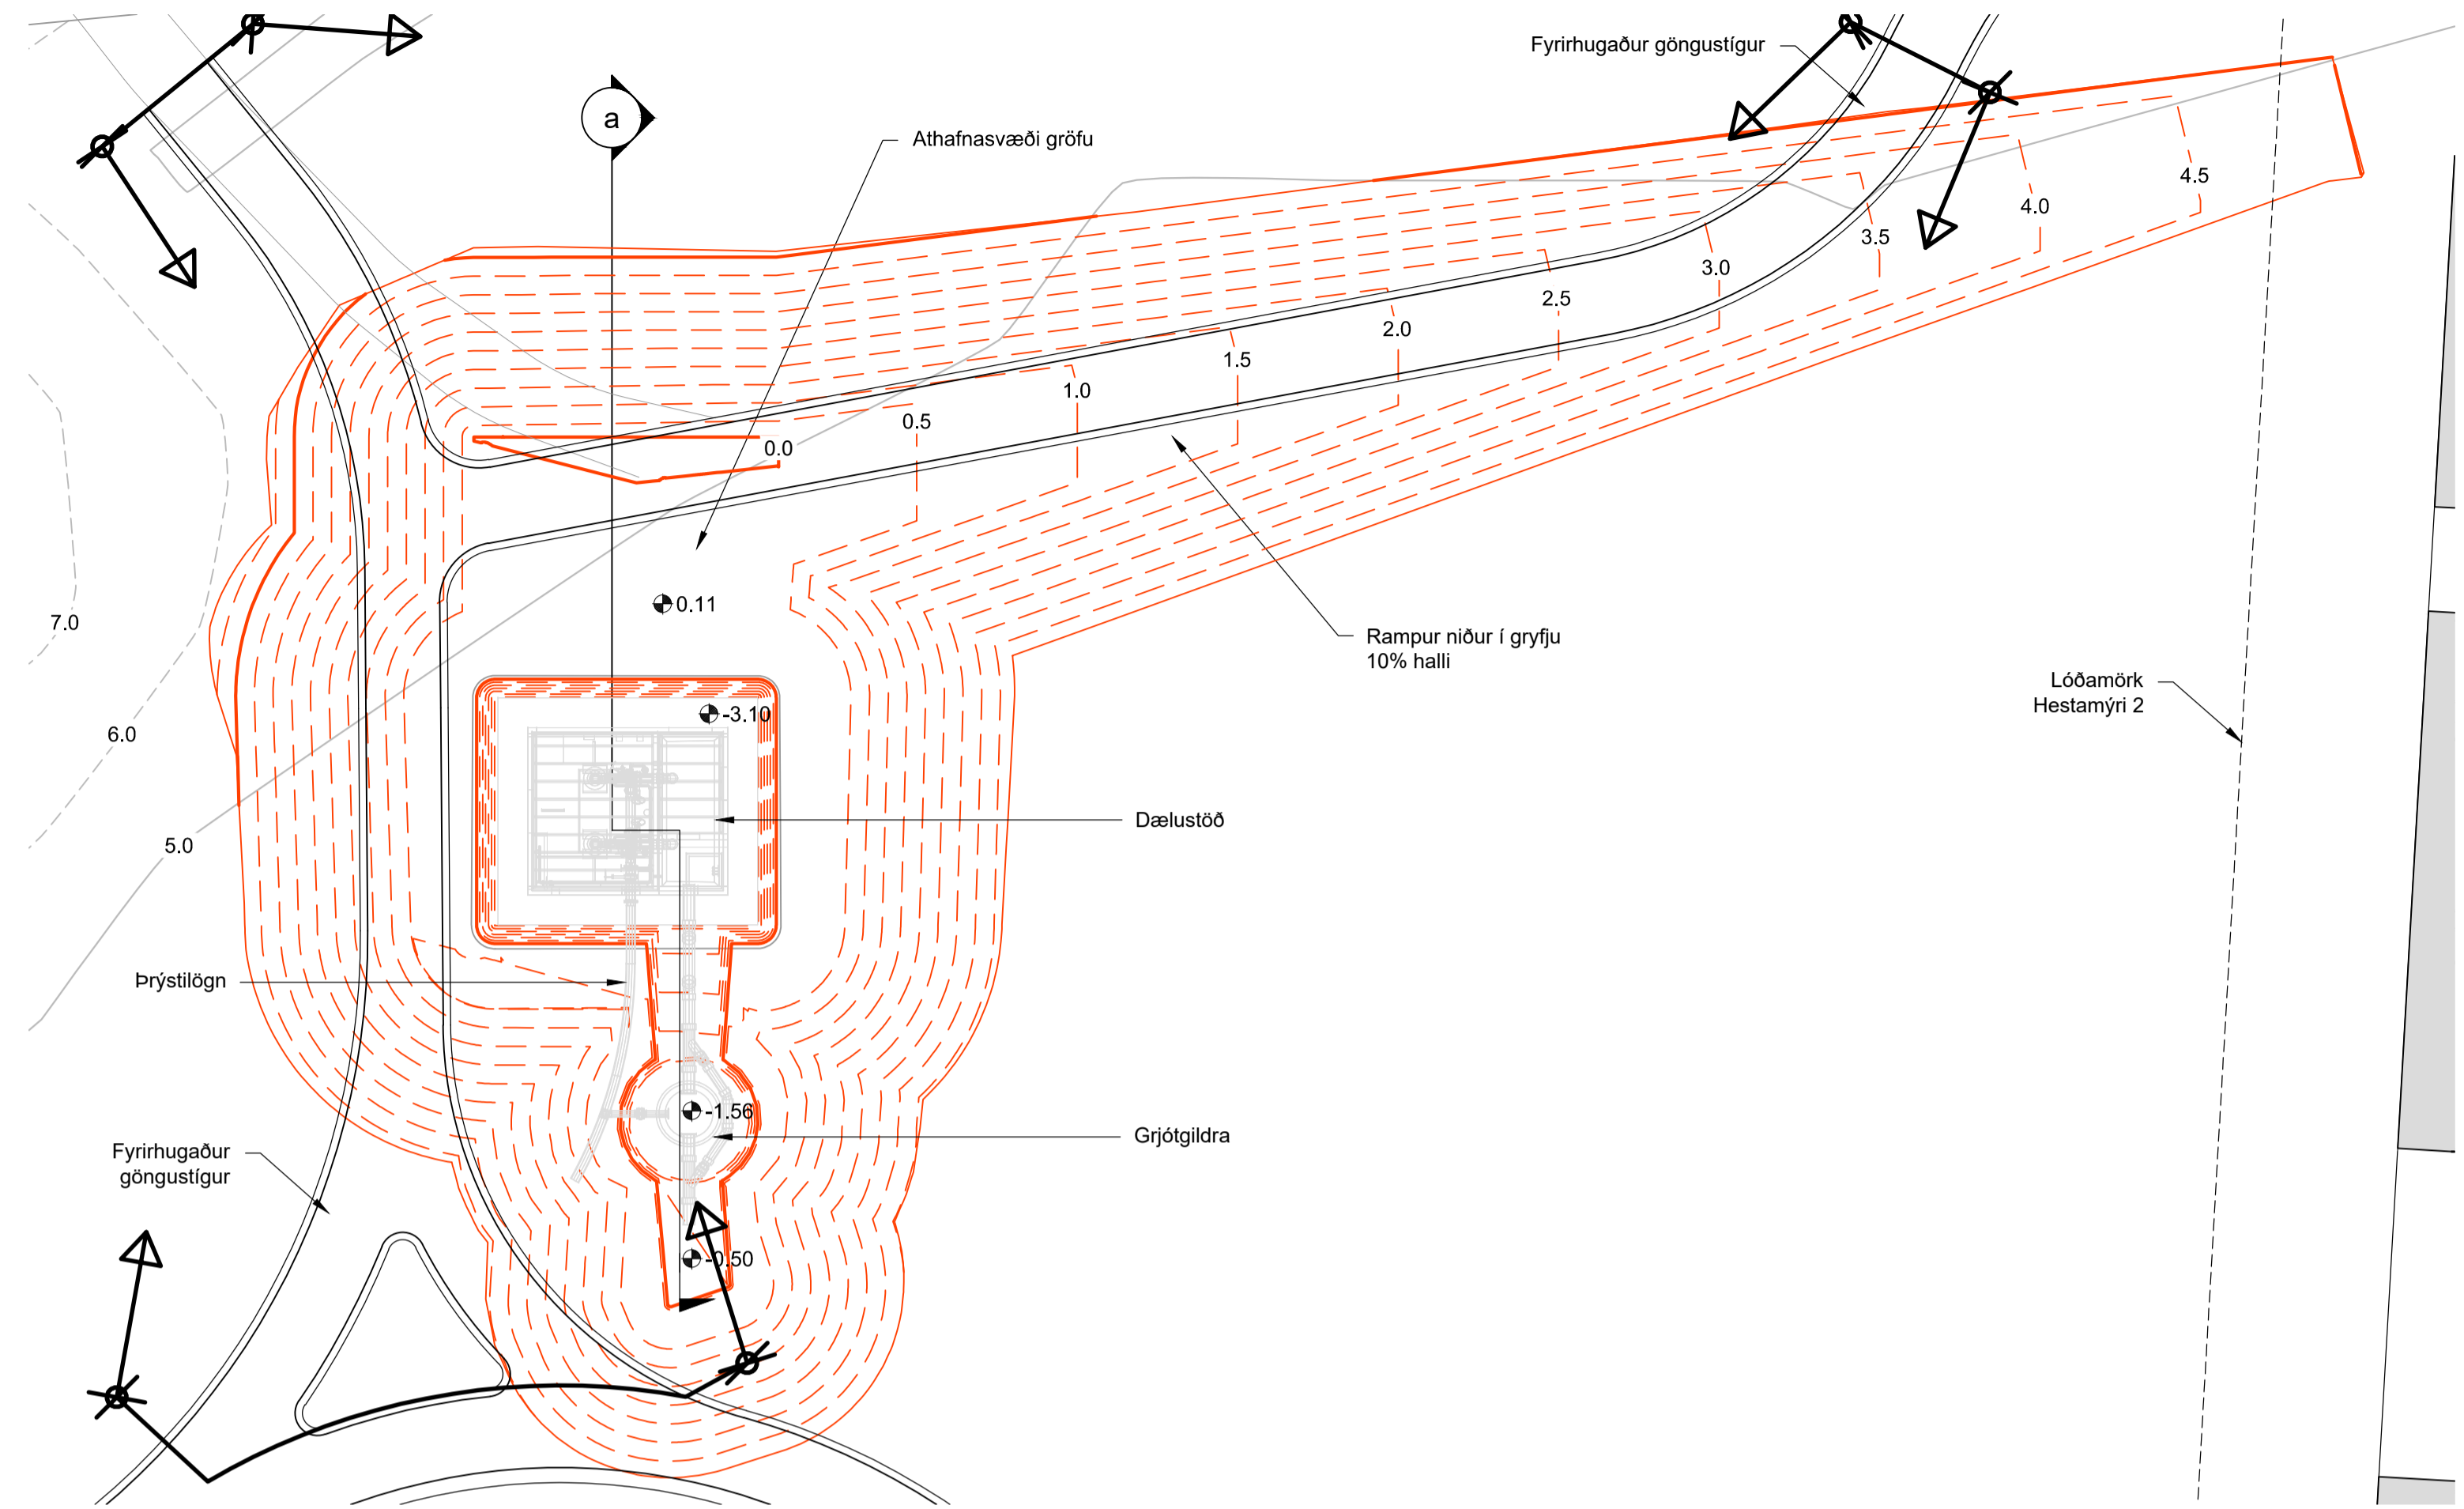 Fyrirhugaður göngustígur
a
Athafnasvæði gröfu
4.5
4.0
3.5
3.0
2.5
2.0
1.5
1.0
0.5
0.0
0.11
7.0
Rampur niður í gryfju
10% halli
Lóðamörk
Hestamýri 2
-3.10
6.0
Dælustöð
5.0
Þrýstilögn
-1.56
Grjótgildra
Fyrirhugaður
göngustígur
-0.50